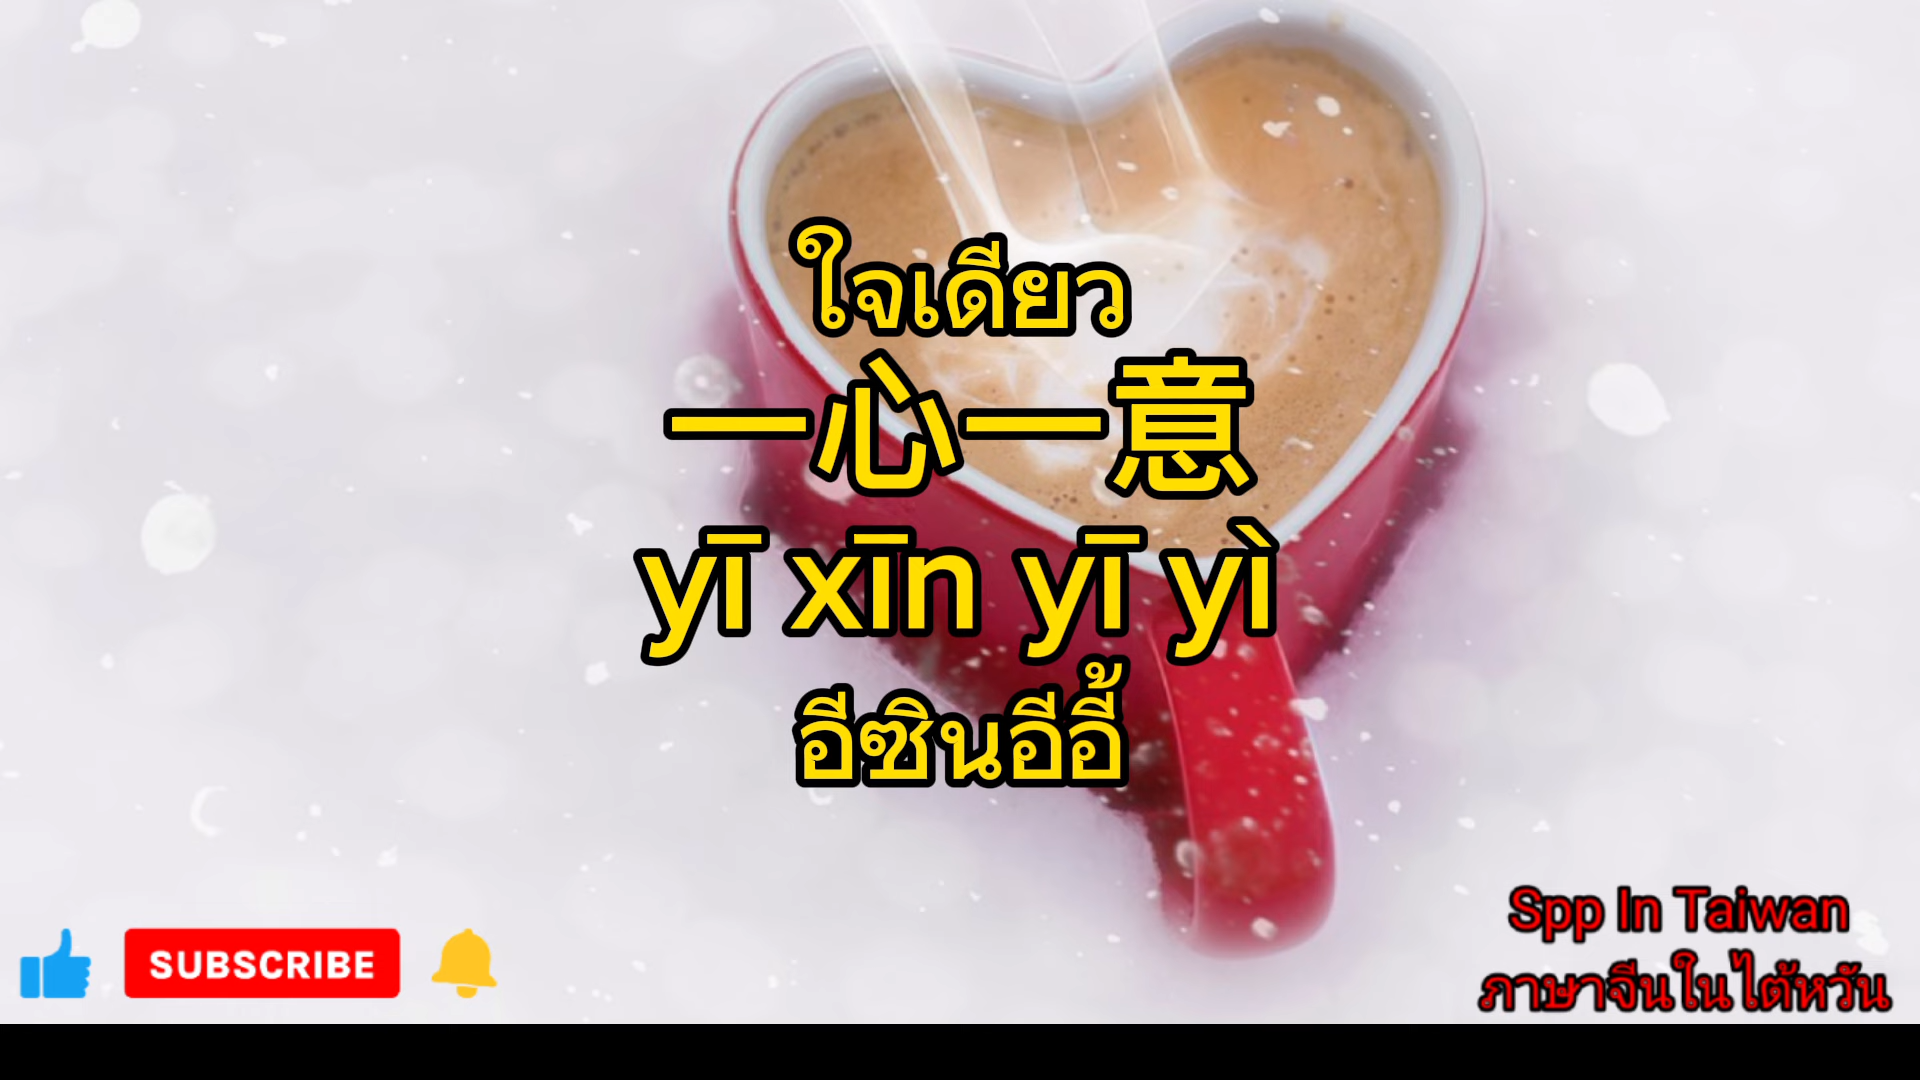 ใจเดียว
一心一意
yī xīn yī yì
อีซินอีอี้
SUBSCRIBE
Spp In Taiwan
ภาษาจีนในไต้หวัน